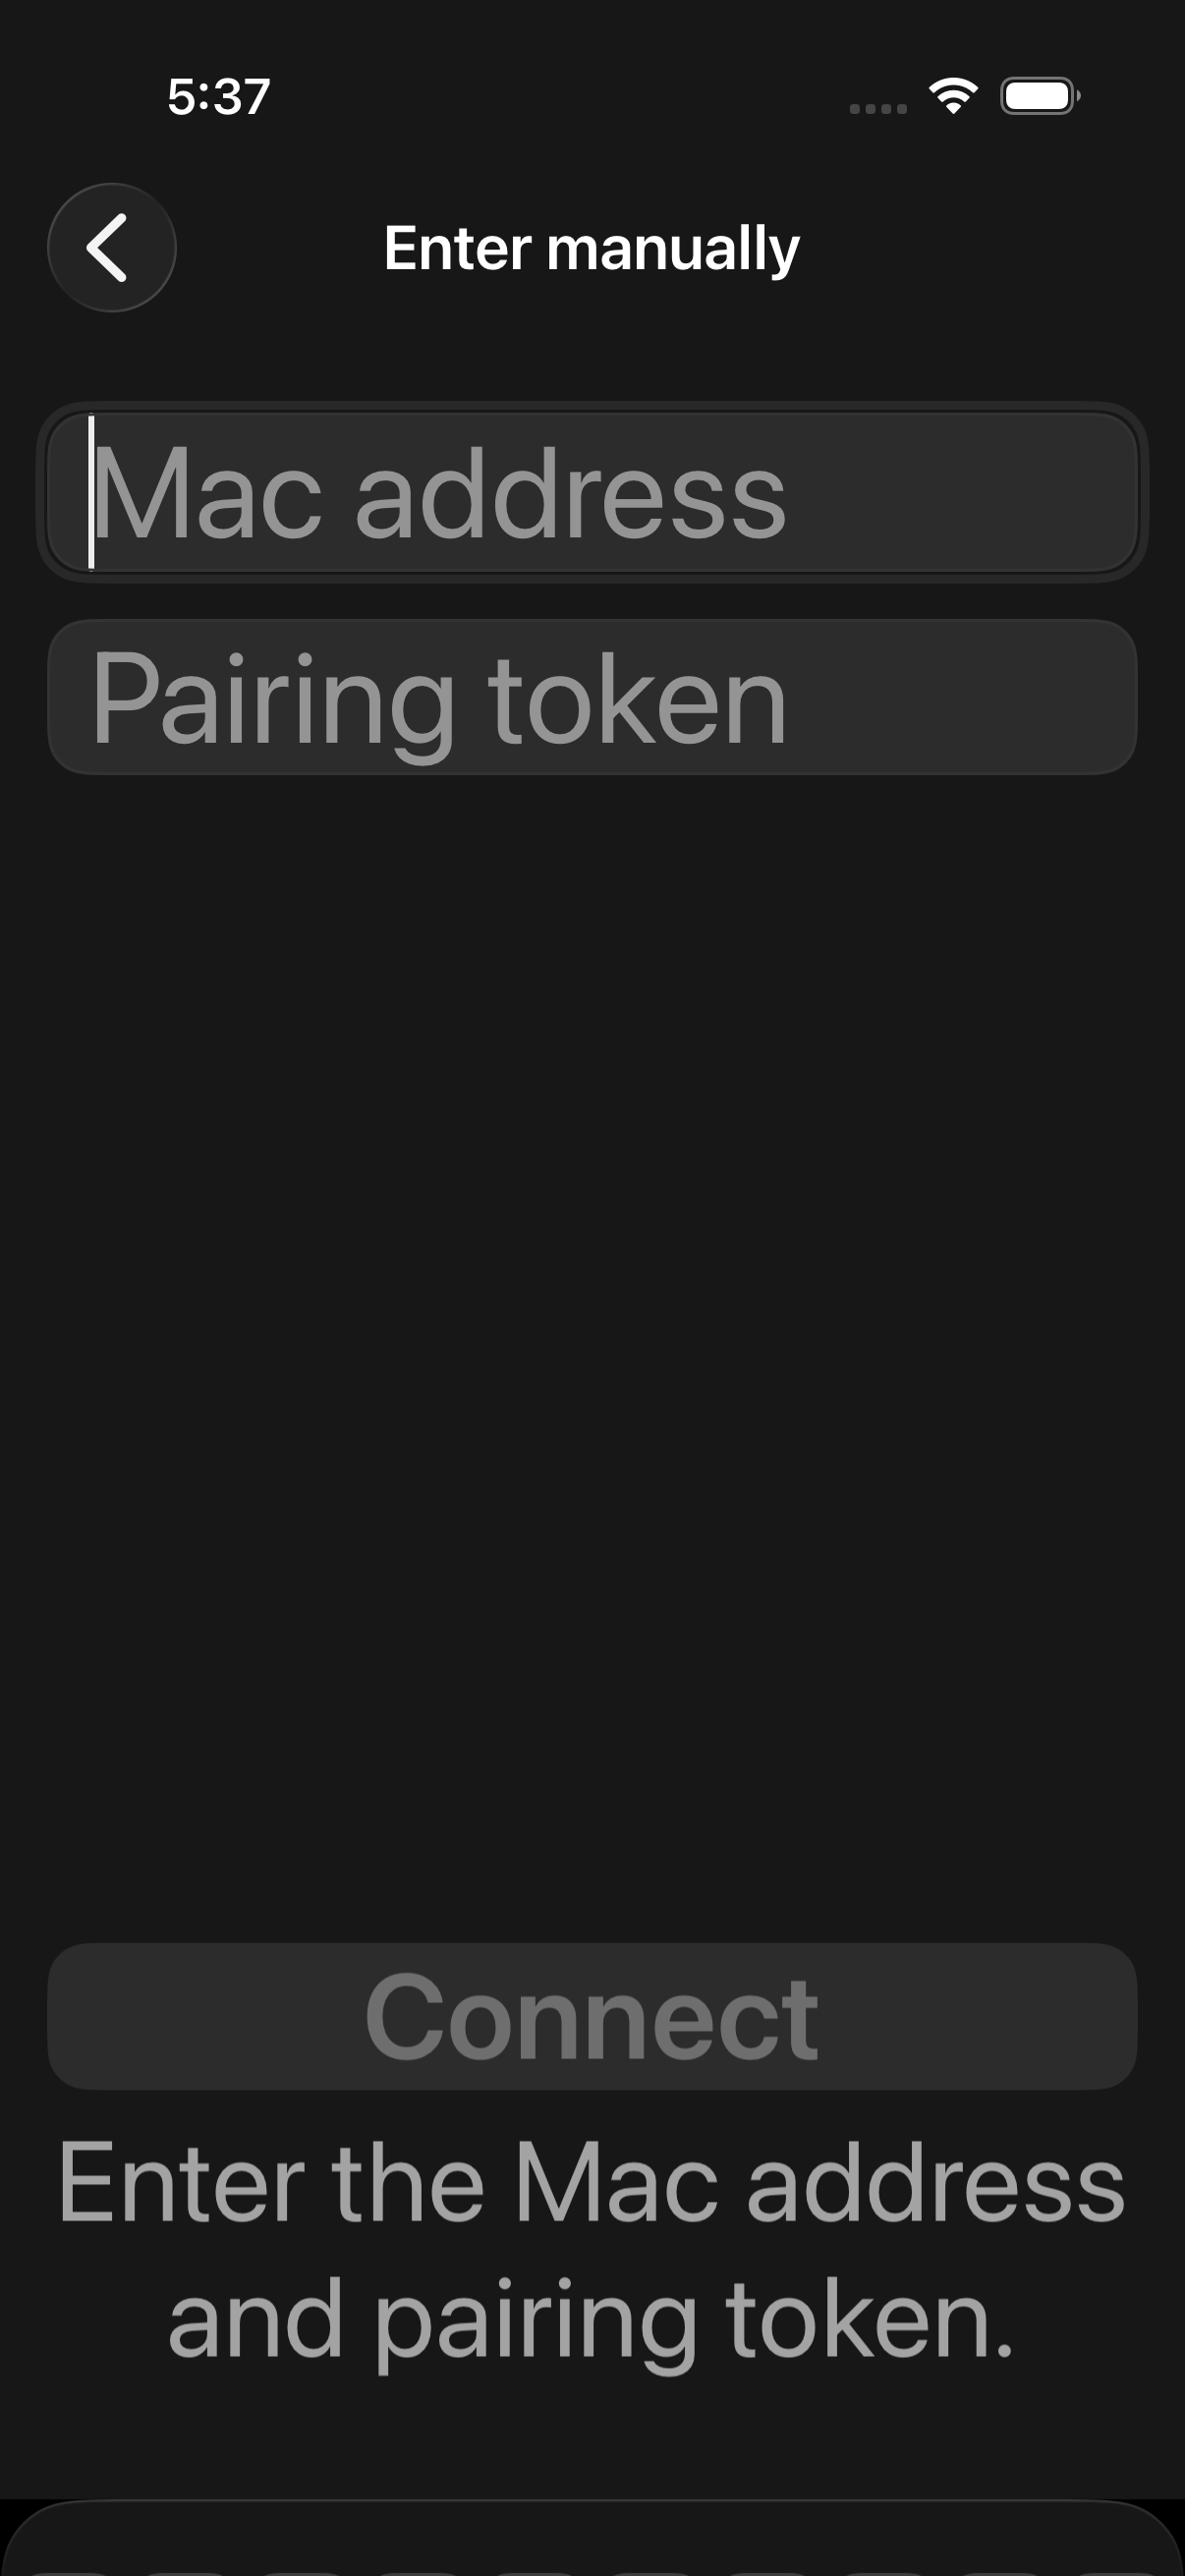 5:37
Enter manually
Mac address
Pairing token
Connect
Enter the Mac address
and pairing token.